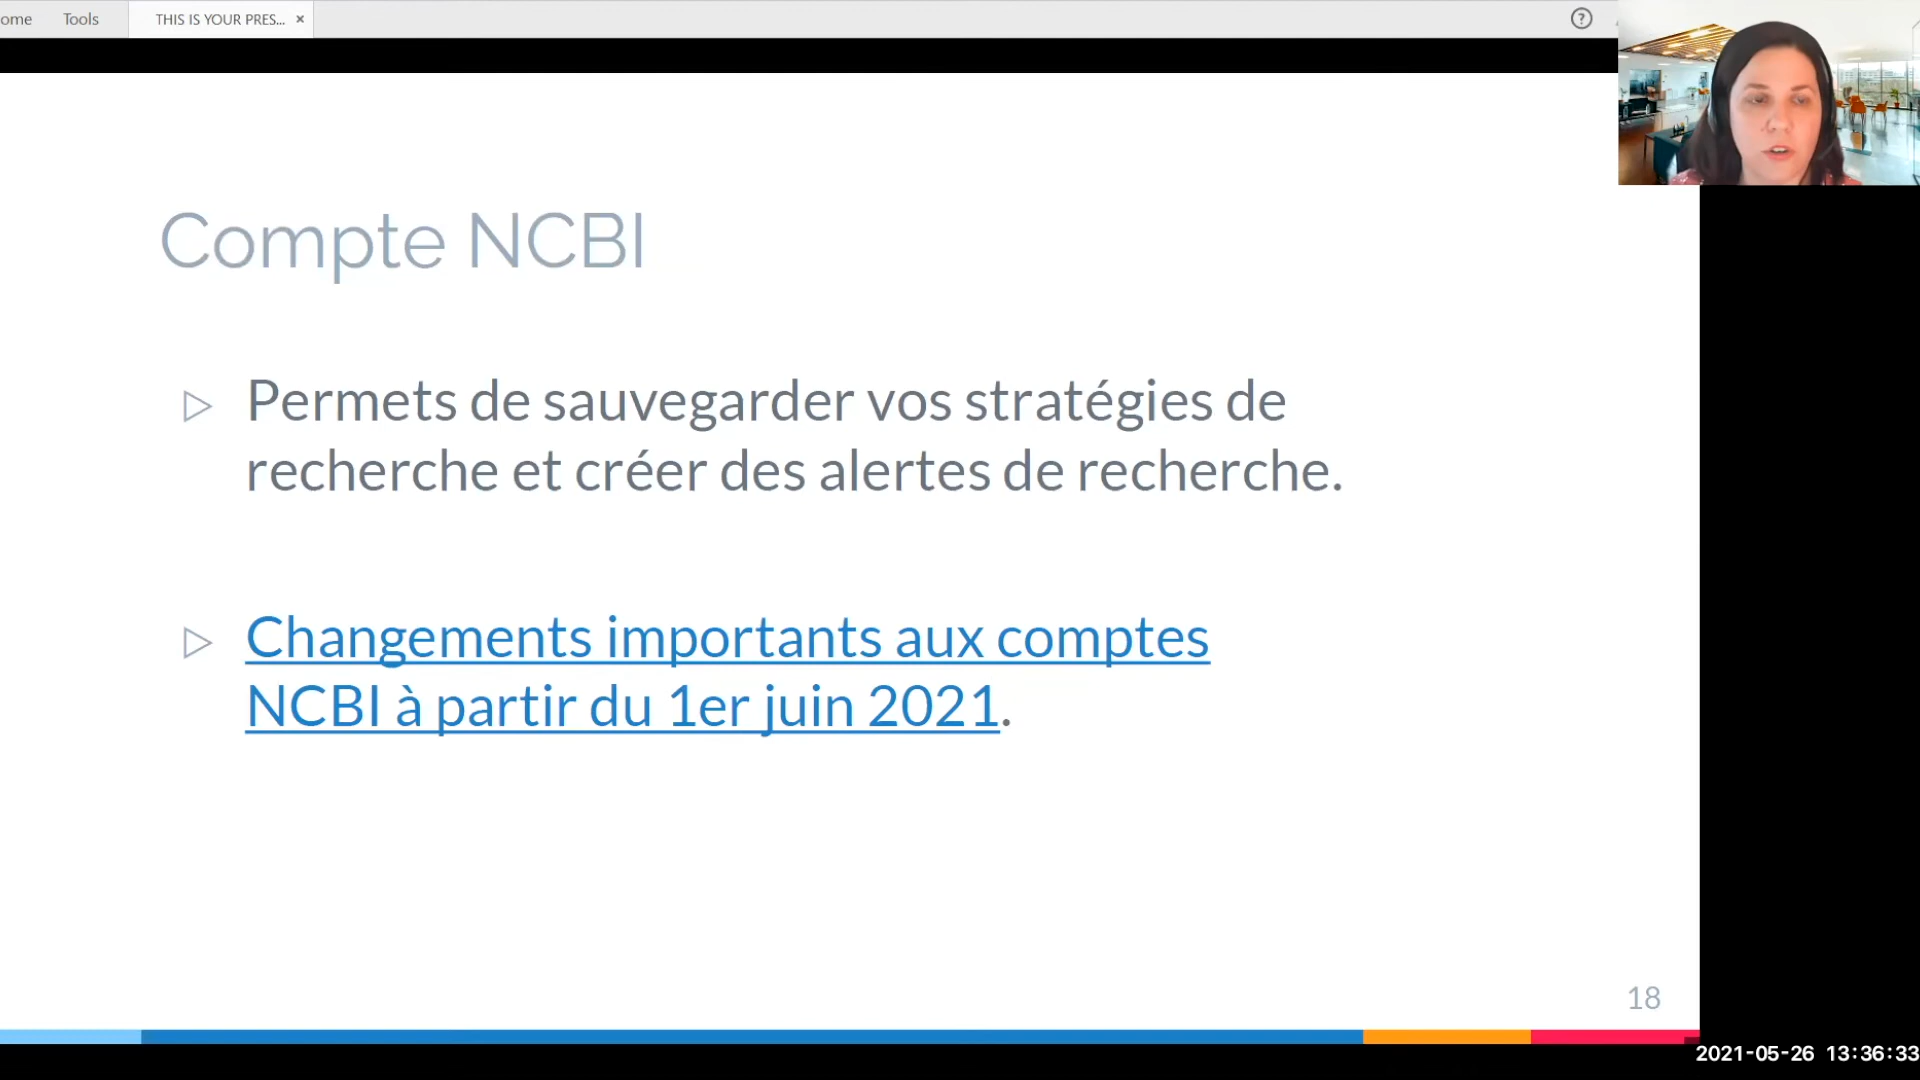 ome Tools THIS IS YOUR PRES... ×
?
Compte NCBI
▷ Permets de sauvegarder vos stratégies de
recherche et créer des alertes de recherche.
▷ Changements importants aux comptes
NCBI à partir du 1er juin 2021.
18
2021-05-26 13:36:33